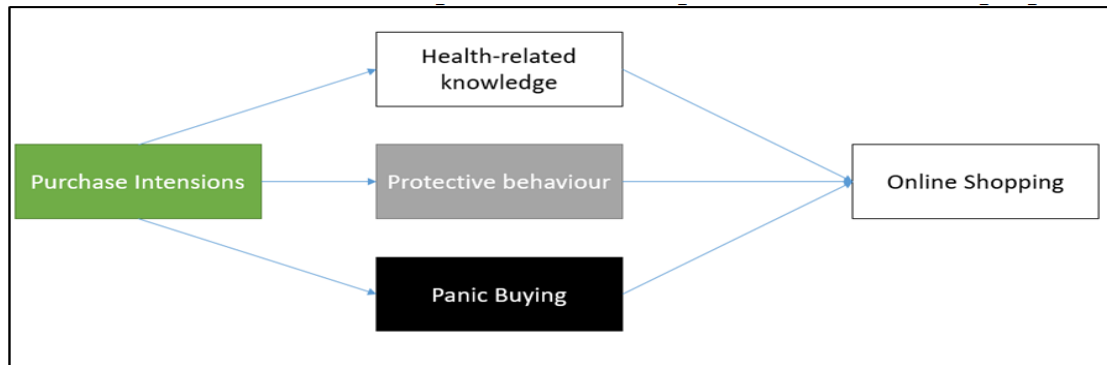 Health-related
knowledge
Purchase Intensions
Protective behaviour
Online Shopping
Panic Buying